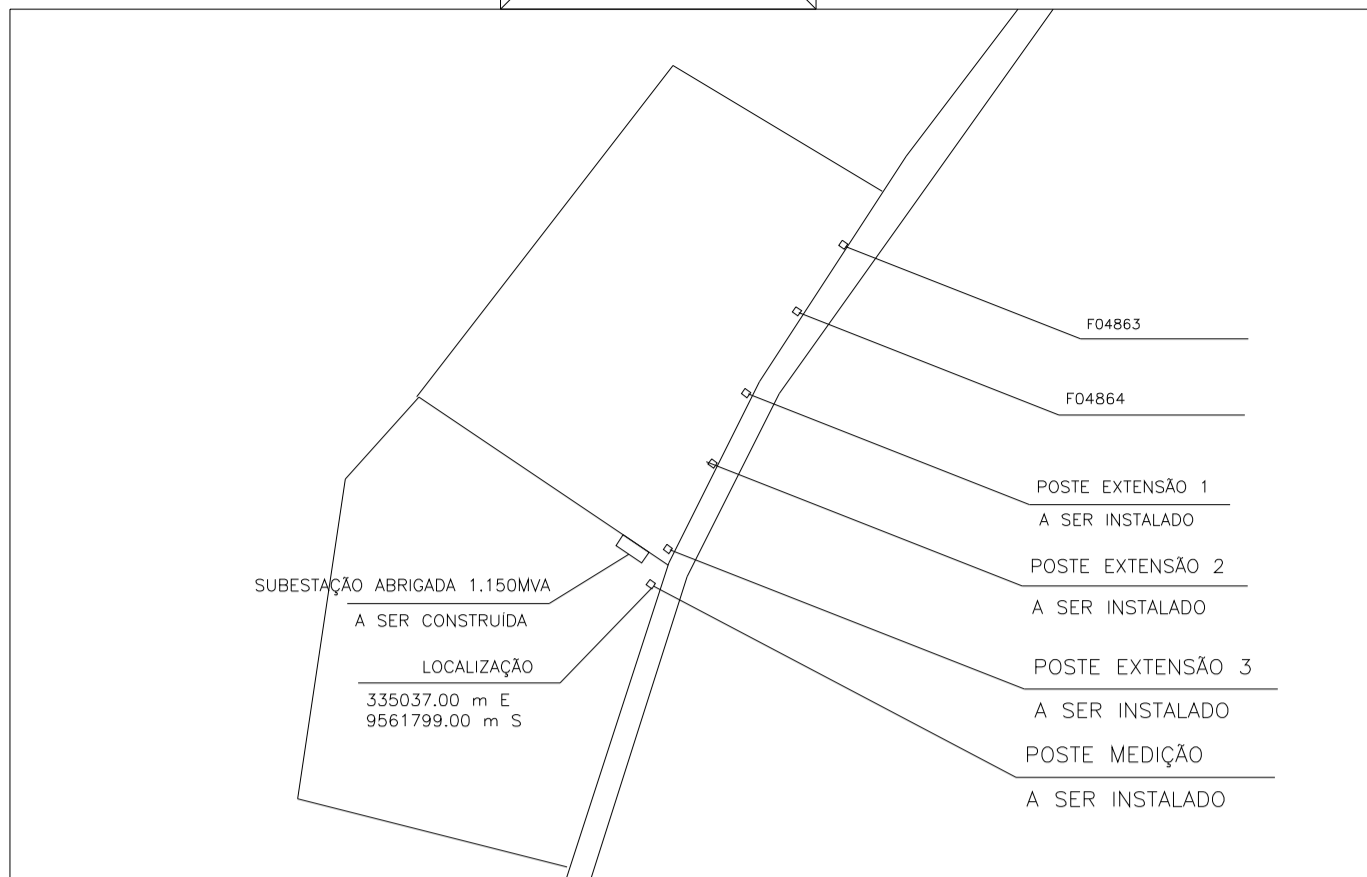 F04863
F04864
POSTE EXTENSÃO 1
A SER INSTALADO
POSTE EXTENSÃO 2
A SER INSTALADO
SUBESTAÇÃO ABRIGADA 1.150MVA
A SER CONSTRUÍDA
LOCALIZAÇÃO
335037.00 m E
9561799.00 m S
POSTE EXTENSÃO 3
A SER INSTALADO
POSTE MEDIÇÃO
A SER INSTALADO